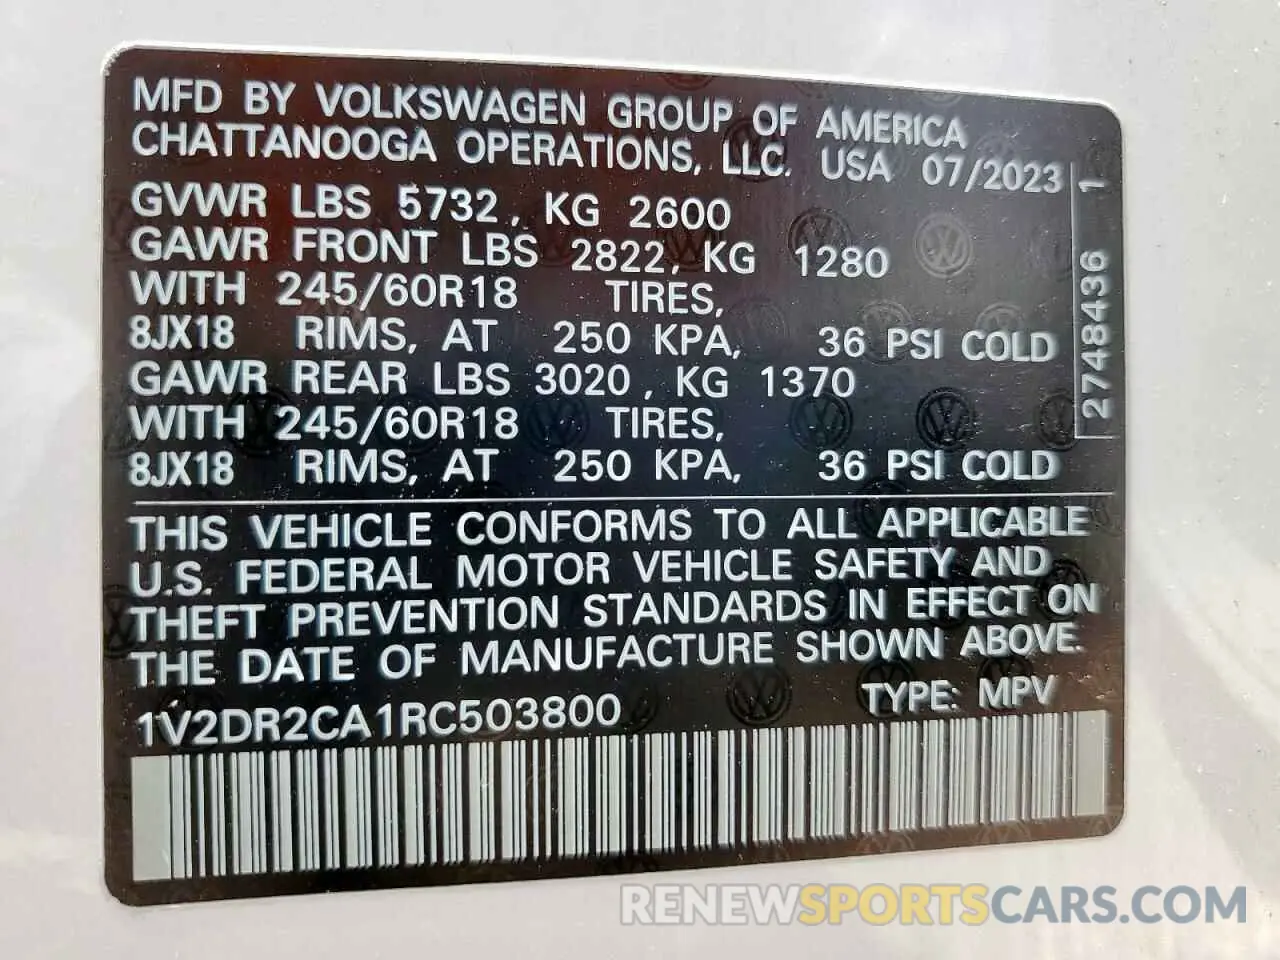 MFD BY VOLKSWAGEN GROUP OF AMERICA
CHATTANOOGA OPERATIONS, LLC. USA 07/2023
GVWR LBS 5732, KG 2600
GAWR FRONT LBS 2822, KG 1280
WITH 245/60R18 TIRES,
8JX18 RIMS, AT 250 KPA, 36 PSI COLD
GAWR REAR LBS 3020, KG 1370
WITH 245/60R18 TIRES,
8JX18 RIMS, AT 250 KPA, 36 PSI COLD
2748436 1
THIS VEHICLE CONFORMS TO ALL APPLICABLE
U.S. FEDERAL MOTOR VEHICLE SAFETY AND
THEFT PREVENTION STANDARDS IN EFFECT ON
THE DATE OF MANUFACTURE SHOWN ABOVE.
1V2DR2CA1RC503800 TYPE: MPV
RENEWSPORTSCARS.COM